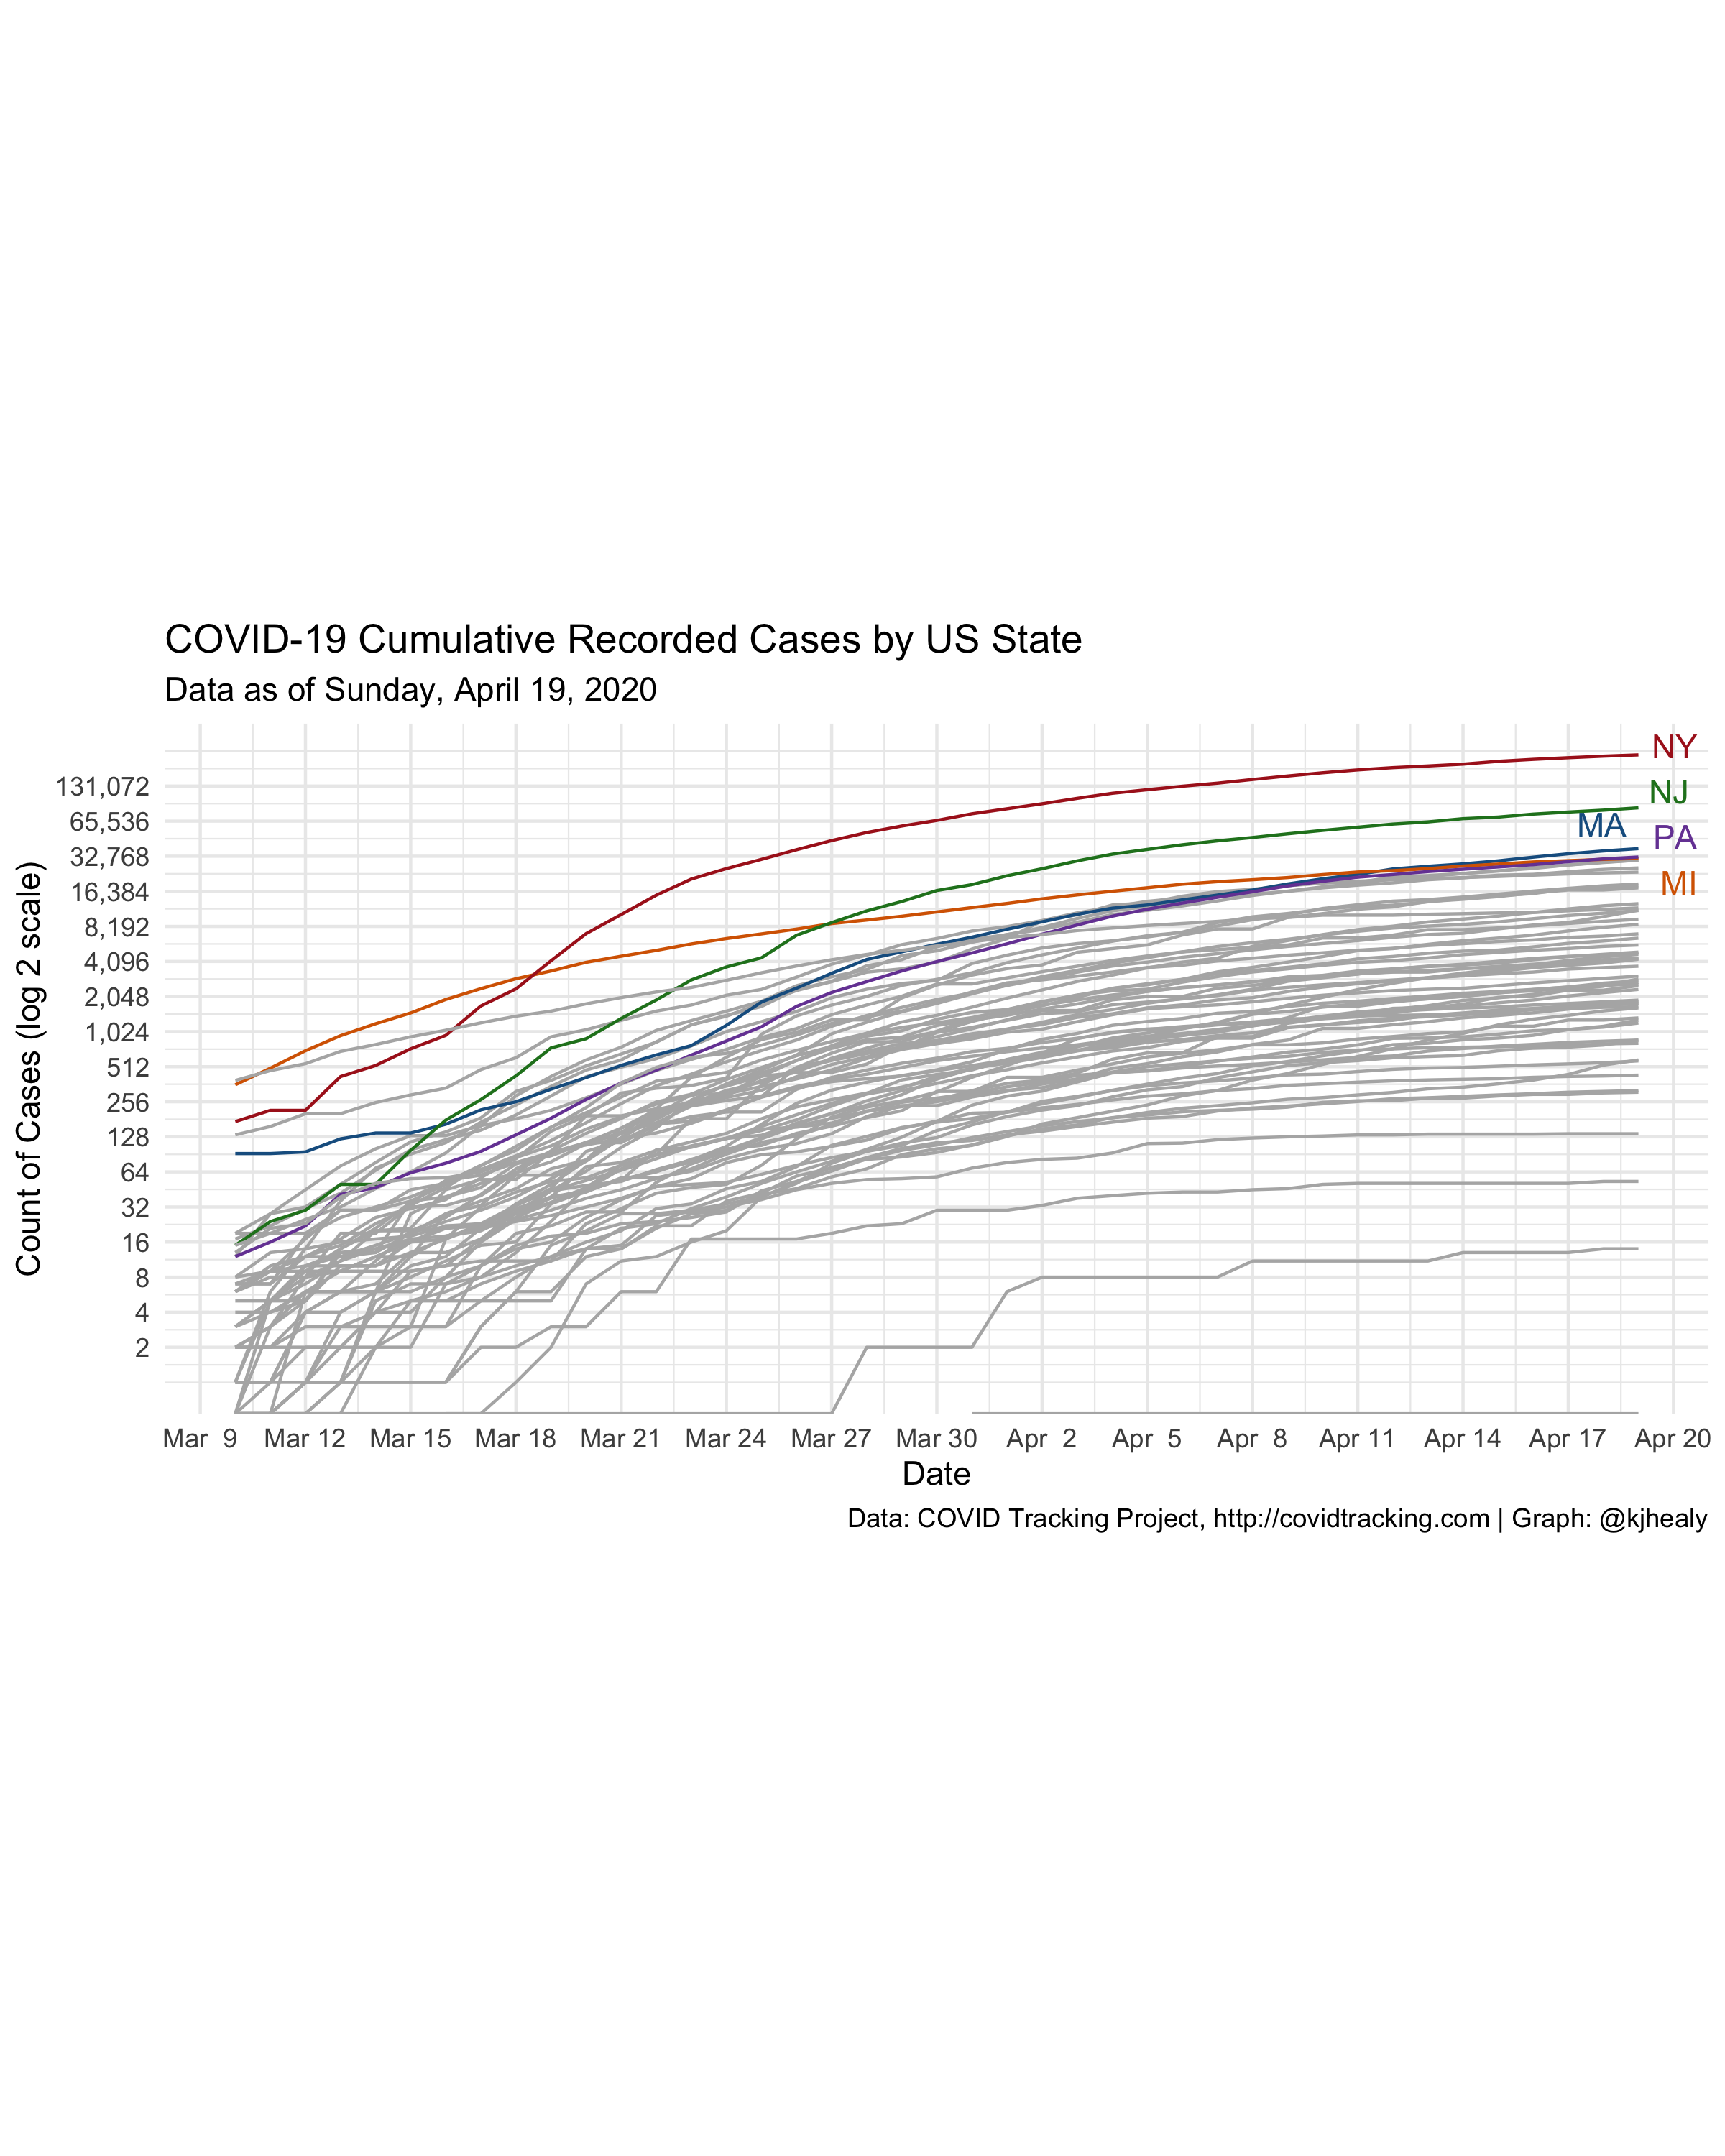 COVID-19 Cumulative Recorded Cases by US State
Data as of Sunday, April 19, 2020
NY
NJ
MA
PA
MI
131,072
65,536
32,768
16,384
8,192
4,096
2,048
1,024
512
256
128
64
32
16
8
4
2
Count of Cases (log 2 scale)
Mar 9 Mar 12 Mar 15 Mar 18 Mar 21 Mar 24 Mar 27 Mar 30 Apr 2 Apr 5 Apr 8 Apr 11 Apr 14 Apr 17 Apr 20
Date
Data: COVID Tracking Project, http://covidtracking.com | Graph: @kjhealy